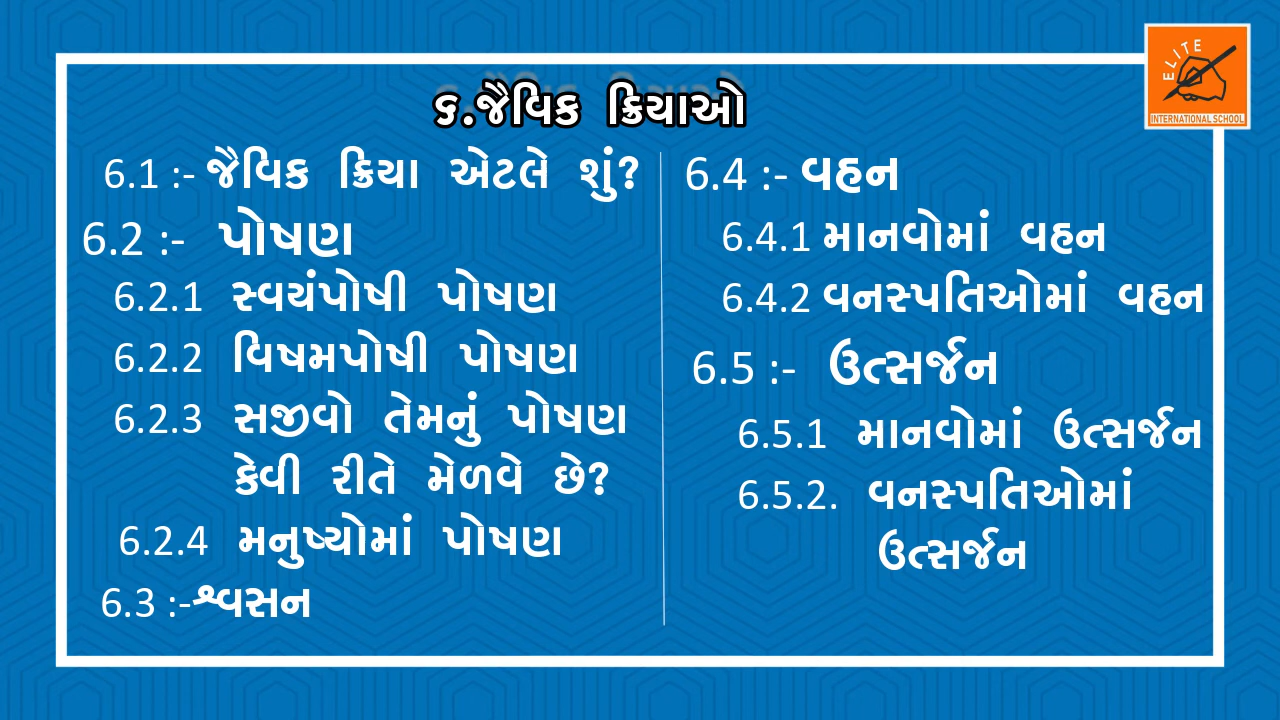 ૬.જૈવિક ક્રિયાઓ
6.1 :- જૈવિક ક્રિયા એટલે શું?
6.2 :- પોષણ
6.2.1 સ્વયંપોષી પોષણ
6.2.2 વિષમપોષી પોષણ
6.2.3 સજીવો તેમનું પોષણ
કેવી રીતે મેળવે છે?
6.2.4 મનુષ્યોમાં પોષણ
6.3 :-શ્વસન
6.4 :- વહન
6.4.1 માનવોમાં વહન
6.4.2 વનસ્પતિઓમાં વહન
6.5 :- ઉત્સર્જન
6.5.1 માનવોમાં ઉત્સર્જન
6.5.2. વનસ્પતિઓમાં
ઉત્સર્જન
ELITE
INTERNATIONAL SCHOOL